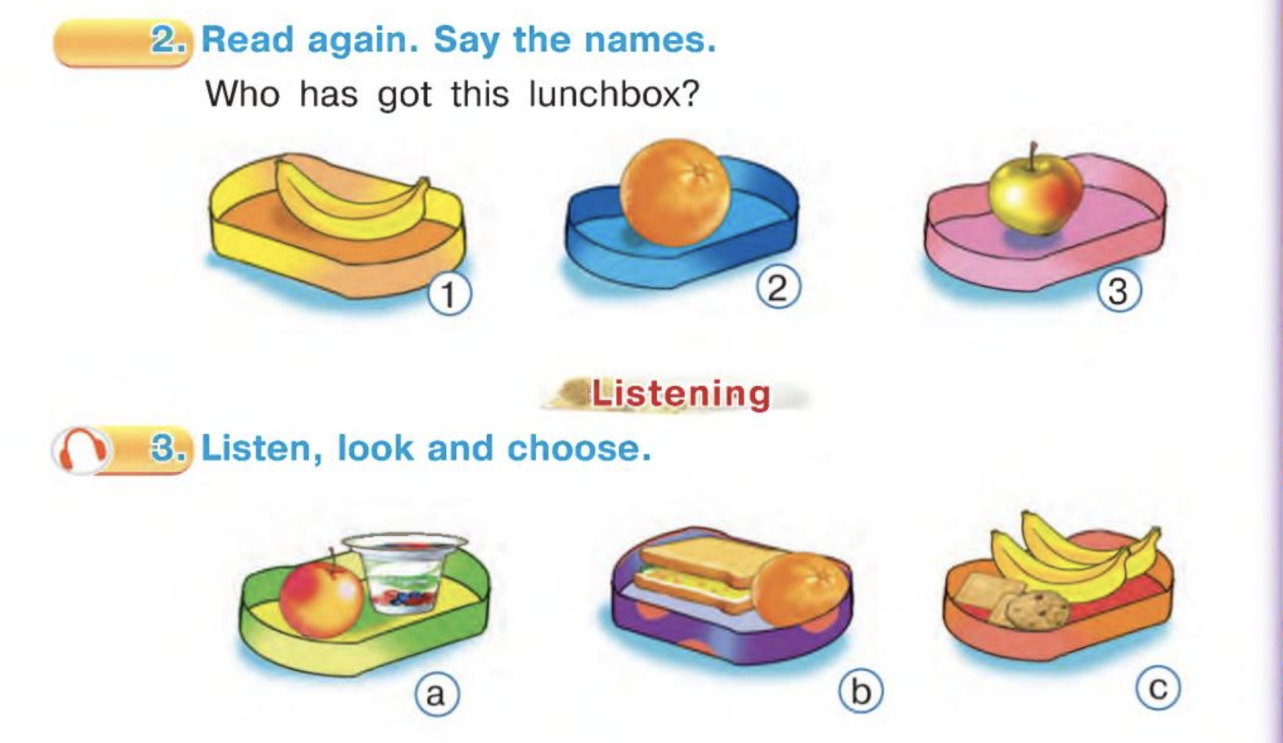 2. Read again. Say the names.
Who has got this lunchbox?
1
2
3
Listening
3. Listen, look and choose.
a
b
c